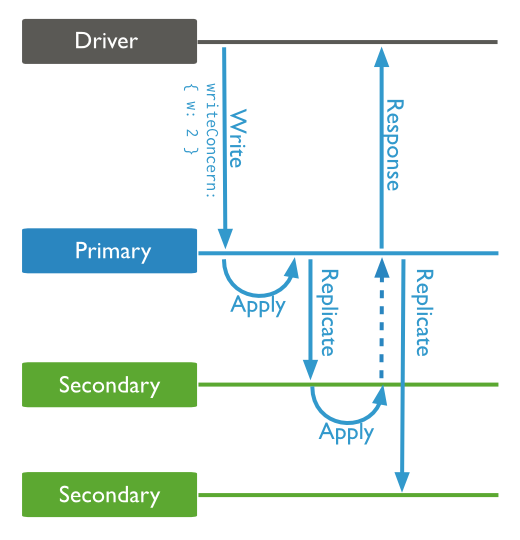 Driver
Write
writeConcern:
{ w: 2 }
Response
Primary
Apply
Replicate
Replicate
Secondary
Apply
Secondary